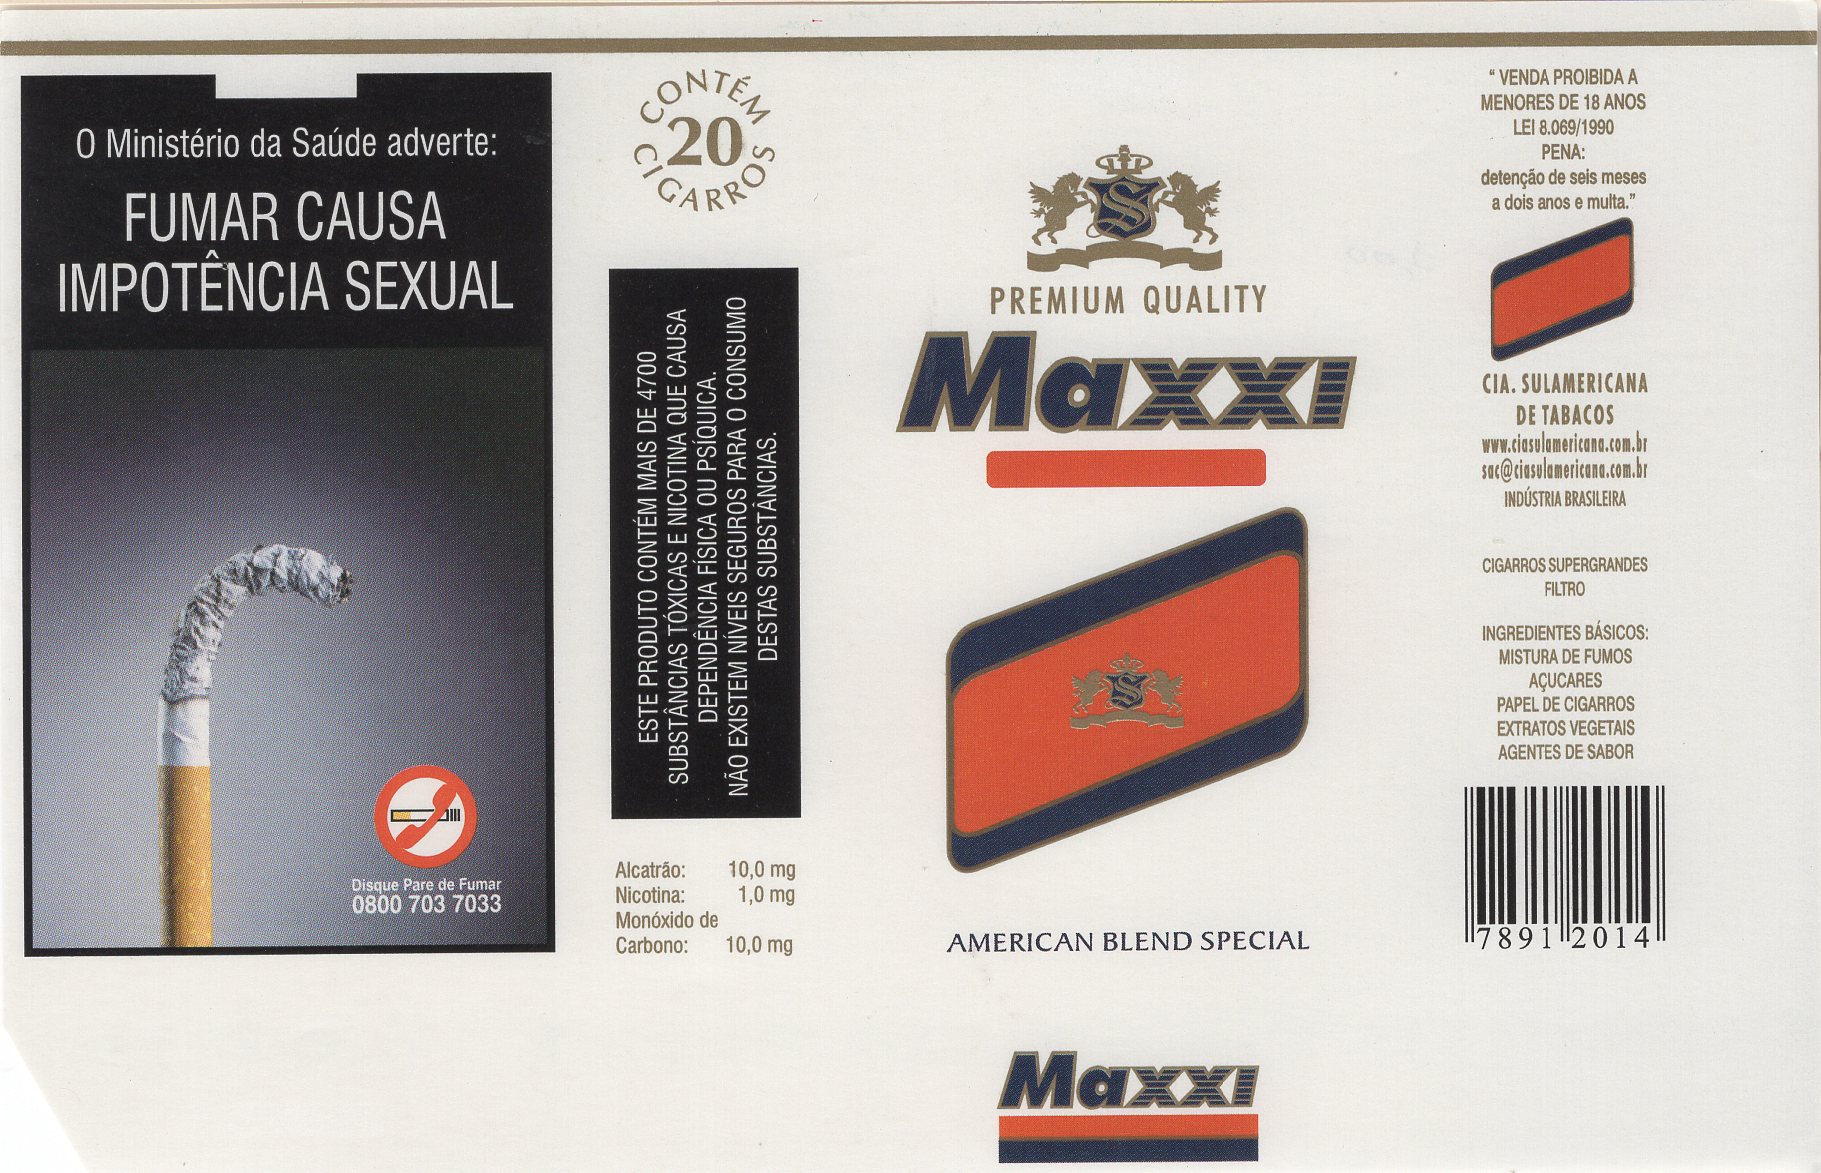 O Ministério da Saúde adverte:
FUMAR CAUSA
IMPOTÊNCIA SEXUAL
Disque Pare de Fumar
0800 703 7033
CONTÉM
20
CIGARROS
ESTE PRODUTO CONTÉM MAIS DE 4700
SUBSTÂNCIAS TÓXICAS E NICOTINA QUE CAUSA
DEPENDÊNCIA FÍSICA OU PSÍQUICA.
NÃO EXISTEM NÍVEIS SEGUROS PARA O CONSUMO
DESTAS SUBSTÂNCIAS.
Alcatrão: 10,0 mg
Nicotina: 1,0 mg
Monóxido de
Carbono: 10,0 mg
S
PREMIUM QUALITY
Maxxi
S
AMERICAN BLEND SPECIAL
Maxxi
“ VENDA PROIBIDA A
MENORES DE 18 ANOS
LEI 8.069/1990
PENA:
detenção de seis meses
a dois anos e multa.”
CIA. SULAMERICANA
DE TABACOS
www.ciasulamericana.com.br
sac@ciasulamericana.com.br
INDÚSTRIA BRASILEIRA
CIGARROS SUPERGRANDES
FILTRO
INGREDIENTES BÁSICOS:
MISTURA DE FUMOS
AÇUCARES
PAPEL DE CIGARROS
EXTRATOS VEGETAIS
AGENTES DE SABOR
7891 2014